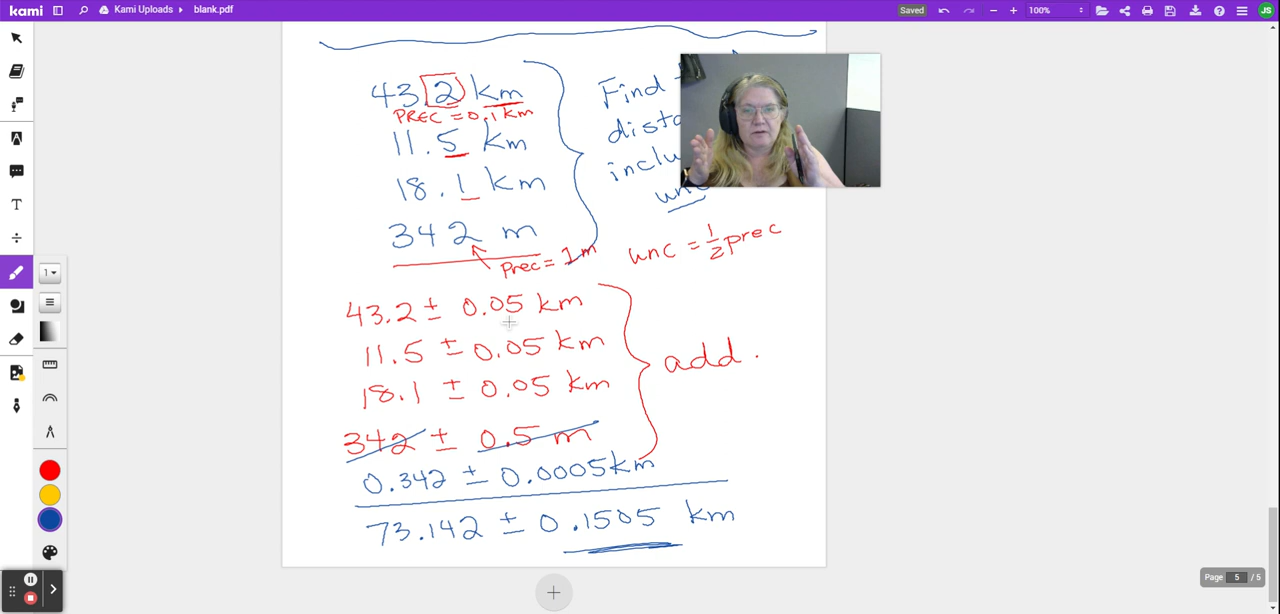 kami
Kami Uploads
blank.pdf
Saved
100%
JS
43.2 km
PREC = 0.1 km
11.5 km
18.1 km
342 m
prec = 1m
Find
unc = 1/2 prec
43.2 ± 0.05 km
11.5 ± 0.05 km
18.1 ± 0.05 km
342 ± 0.5 m
add.
0.342 ± 0.0005 km
73.142 ± 0.1505 km
1
Page 5 / 5